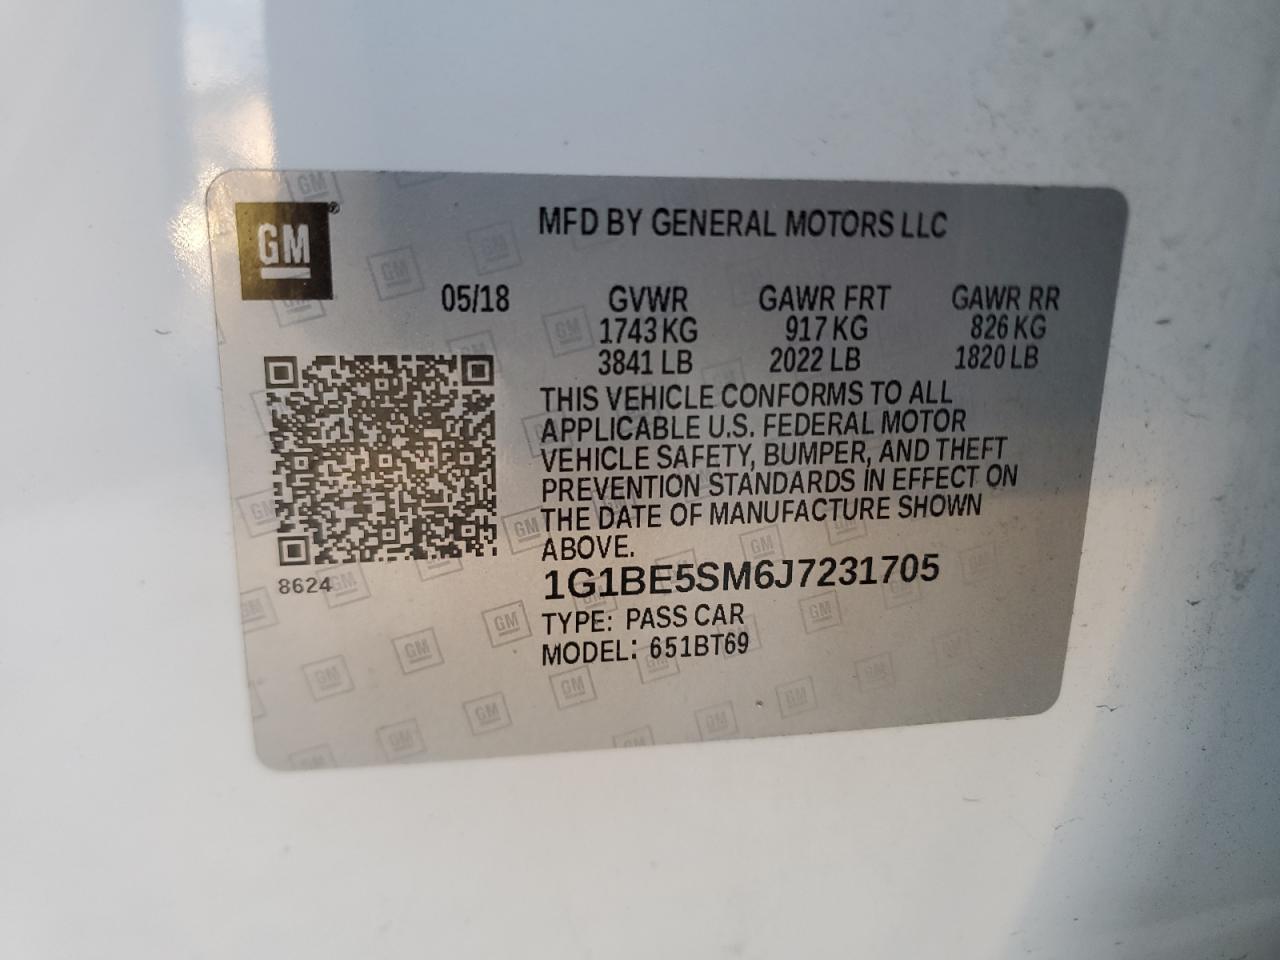 GM®
MFD BY GENERAL MOTORS LLC
05/18 GVWR GAWR FRT GAWR RR
1743 KG 917 KG 826 KG
3841 LB 2022 LB 1820 LB
THIS VEHICLE CONFORMS TO ALL
APPLICABLE U.S. FEDERAL MOTOR
VEHICLE SAFETY, BUMPER, AND THEFT
PREVENTION STANDARDS IN EFFECT ON
THE DATE OF MANUFACTURE SHOWN
ABOVE.
8624
1G1BE5SM6J7231705
TYPE: PASS CAR
MODEL: 651BT69